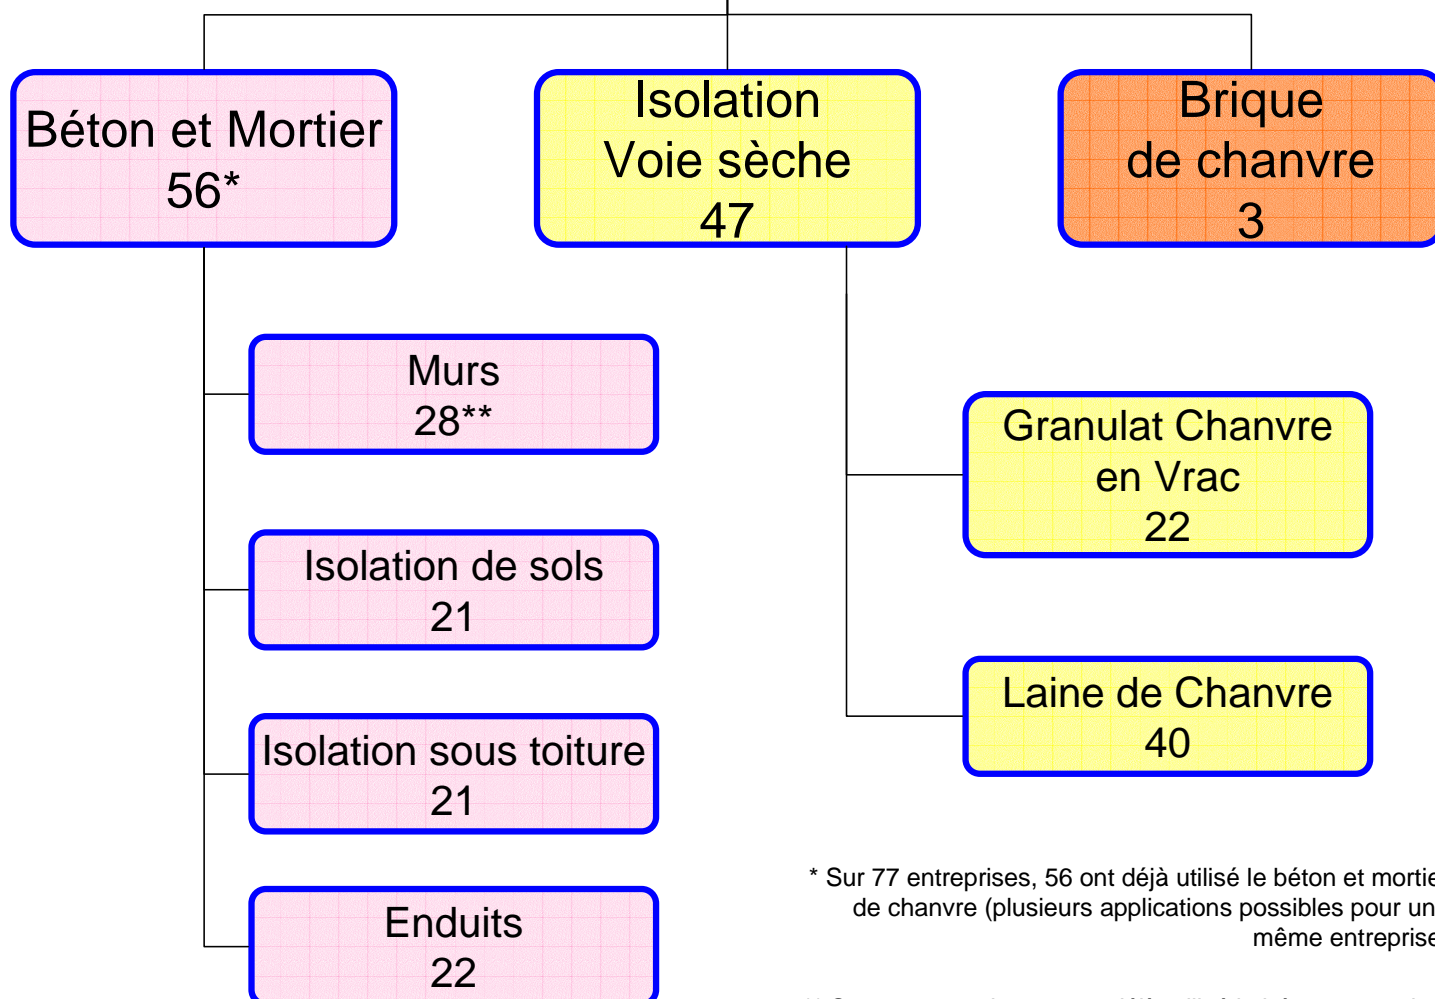 Béton et Mortier
56*
Isolation
Voie sèche
47
Brique
de chanvre
3
Murs
28**
Isolation de sols
21
Isolation sous toiture
21
Enduits
22
Granulat Chanvre
en Vrac
22
Laine de Chanvre
40
* Sur 77 entreprises, 56 ont déjà utilisé le béton et mortie
de chanvre (plusieurs applications possibles pour un
même entreprise